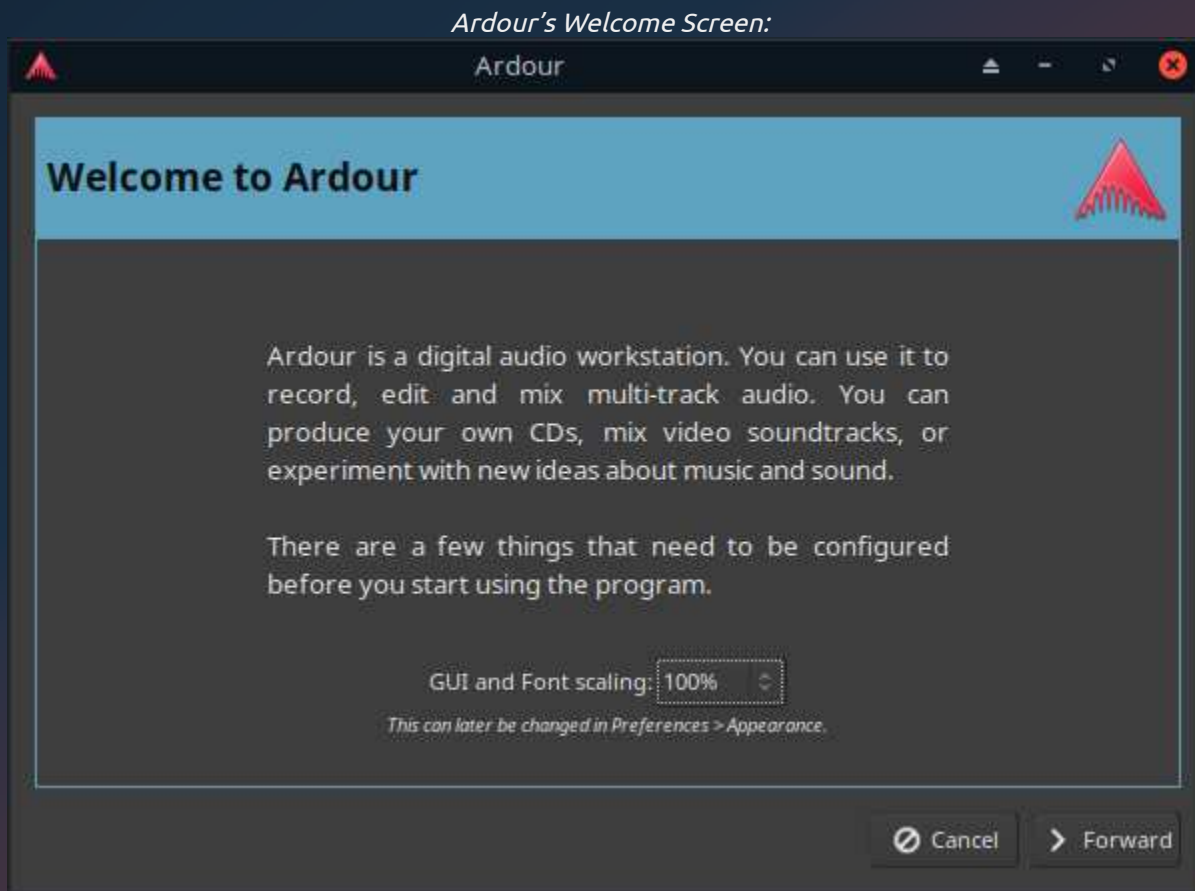 Ardour’s Welcome Screen:
Ardour
Welcome to Ardour
Ardour is a digital audio workstation. You can use it to
record, edit and mix multi-track audio. You can
produce your own CDs, mix video soundtracks, or
experiment with new ideas about music and sound.
There are a few things that need to be configured
before you start using the program.
GUI and Font scaling: 100%
This can later be changed in Preferences > Appearance.
Cancel > Forward